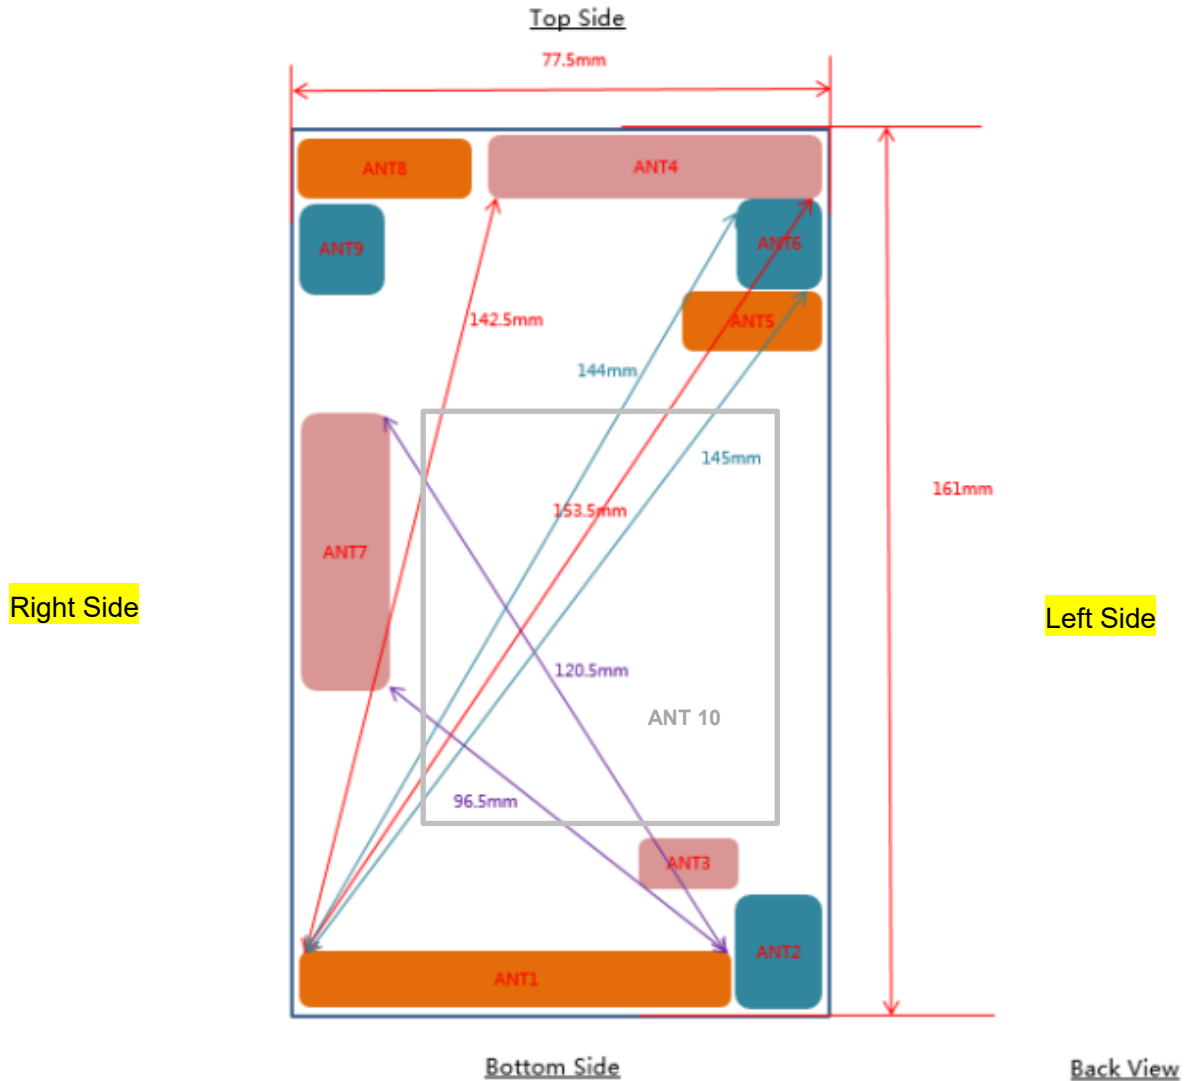 Top Side
77.5mm
ANT8
ANT4
ANT9
ANT6
142.5mm
ANT5
144mm
145mm
161mm
153.5mm
ANT7
Right Side
Left Side
120.5mm
ANT 10
96.5mm
ANT3
ANT2
ANT1
Bottom Side
Back View